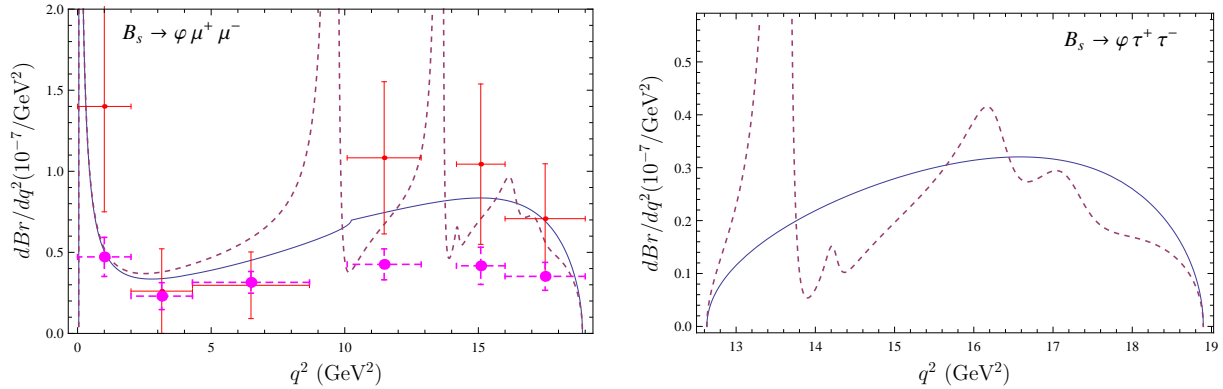 B_s → φ μ⁺ μ⁻
dBr/dq²(10⁻⁷/GeV²)
2.0
1.5
1.0
0.5
0.0
0 5 10 15
q² (GeV²)
B_s → φ τ⁺ τ⁻
dBr/dq²(10⁻⁷/GeV²)
0.5
0.4
0.3
0.2
0.1
0.0
13 14 15 16 17 18 19
q² (GeV²)